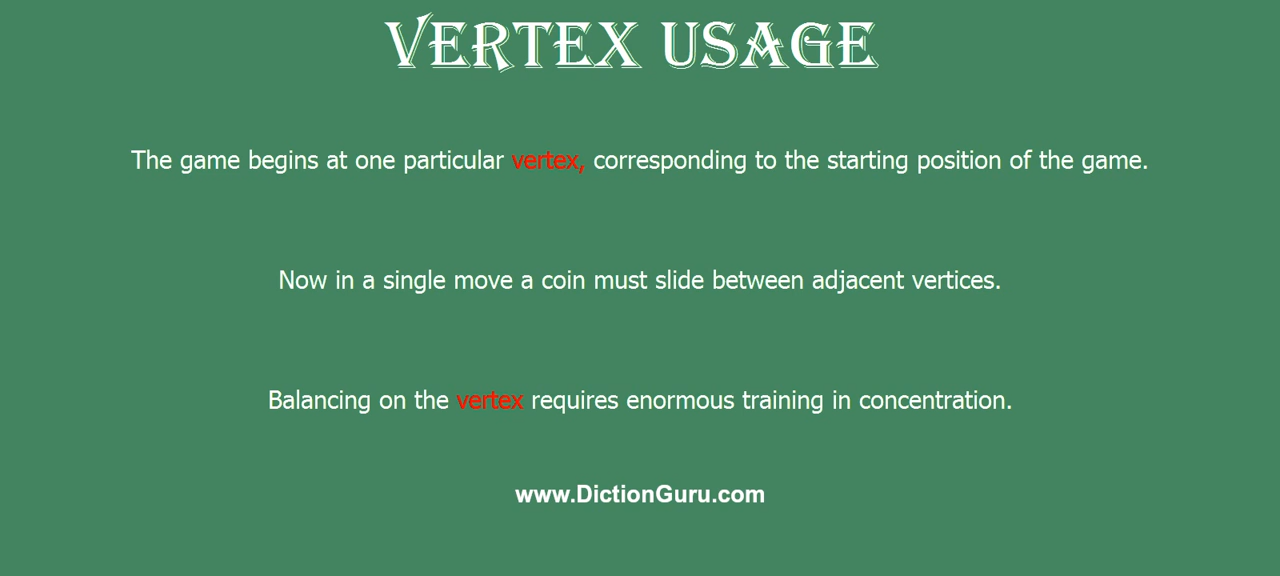 VERTEX USAGE
The game begins at one particular vertex, corresponding to the starting position of the game.
Now in a single move a coin must slide between adjacent vertices.
Balancing on the vertex requires enormous training in concentration.
www.DictionGuru.com